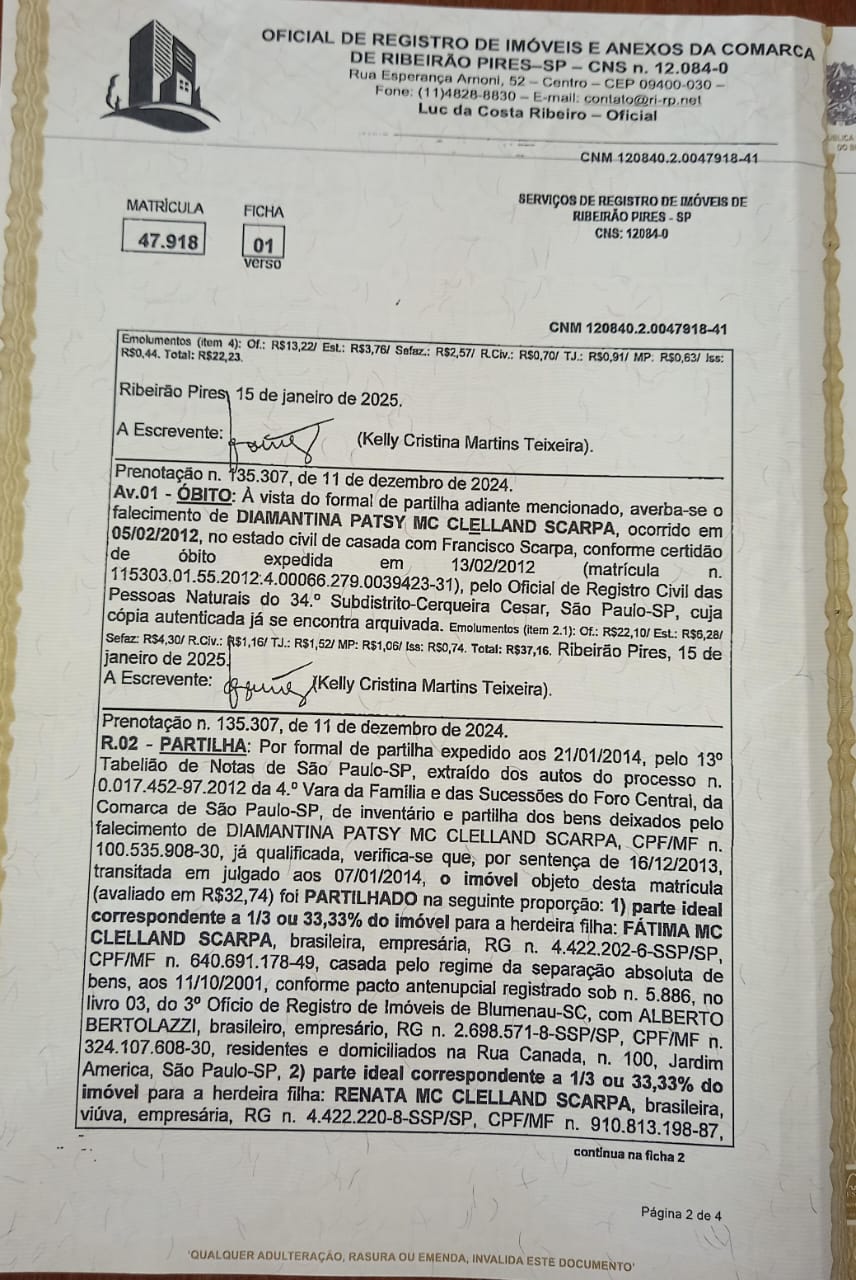 OFICIAL DE REGISTRO DE IMÓVEIS E ANEXOS DA COMARCA
DE RIBEIRÃO PIRES–SP – CNS n. 12.084-0
Rua Esperança Arnoni, 52 – Centro – CEP 09400-030 –
Fone: (11)4828-8830 – E-mail: contato@ri-rp.net
Luc da Costa Ribeiro – Oficial
CNM 120840.2.0047918-41
MATRÍCULA
47.918
FICHA
01
verso
SERVIÇOS DE REGISTRO DE IMÓVEIS DE
RIBEIRÃO PIRES - SP
CNS: 12084-0
CNM 120840.2.0047918-41
Emolumentos (item 4): Of.: R$13,22/ Est.: R$3,76/ Sefaz.: R$2,57/ R.Civ.: R$0,70/ TJ.: R$0,91/ MP: R$0,63/ Iss:
R$0,44. Total: R$22,23.
Ribeirão Pires, 15 de janeiro de 2025.
A Escrevente: (Kelly Cristina Martins Teixeira).
Prenotação n. 135.307, de 11 de dezembro de 2024.
Av.01 - ÓBITO: À vista do formal de partilha adiante mencionado, averba-se o
falecimento de DIAMANTINA PATSY MC CLELLAND SCARPA, ocorrido em
05/02/2012, no estado civil de casada com Francisco Scarpa, conforme certidão
de óbito expedida em 13/02/2012 (matrícula n.
115303.01.55.2012.4.00066.279.0039423-31), pelo Oficial de Registro Civil das
Pessoas Naturais do 34.º Subdistrito-Cerqueira Cesar, São Paulo-SP, cuja
cópia autenticada já se encontra arquivada. Emolumentos (item 2.1): Of.: R$22,10/ Est.: R$6,28/
Sefaz: R$4,30/ R.Civ.: R$1,16/ TJ.: R$1,52/ MP: R$1,06/ Iss: R$0,74. Total: R$37,16. Ribeirão Pires, 15 de
janeiro de 2025.
A Escrevente: (Kelly Cristina Martins Teixeira).
Prenotação n. 135.307, de 11 de dezembro de 2024.
R.02 - PARTILHA: Por formal de partilha expedido aos 21/01/2014, pelo 13º
Tabelião de Notas de São Paulo-SP, extraído dos autos do processo n.
0.017.452-97.2012 da 4.º Vara da Família e das Sucessões do Foro Central, da
Comarca de São Paulo-SP, de inventário e partilha dos bens deixados pelo
falecimento de DIAMANTINA PATSY MC CLELLAND SCARPA, CPF/MF n.
100.535.908-30, já qualificada, verifica-se que, por sentença de 16/12/2013,
transitada em julgado aos 07/01/2014, o imóvel objeto desta matrícula
(avaliado em R$32,74) foi PARTILHADO na seguinte proporção: 1) parte ideal
correspondente a 1/3 ou 33,33% do imóvel para a herdeira filha: FÁTIMA MC
CLELLAND SCARPA, brasileira, empresária, RG n. 4.422.202-6-SSP/SP,
CPF/MF n. 640.691.178-49, casada pelo regime da separação absoluta de
bens, aos 11/10/2001, conforme pacto antenupcial registrado sob n. 5.886, no
livro 03, do 3º Oficio de Registro de Imóveis de Blumenau-SC, com ALBERTO
BERTOLAZZI, brasileiro, empresário, RG n. 2.698.571-8-SSP/SP, CPF/MF n.
324.107.608-30, residentes e domiciliados na Rua Canada, n. 100, Jardim
America, São Paulo-SP, 2) parte ideal correspondente a 1/3 ou 33,33% do
imóvel para a herdeira filha: RENATA MC CLELLAND SCARPA, brasileira,
viúva, empresária, RG n. 4.422.220-8-SSP/SP, CPF/MF n. 910.813.198-87,
continua na ficha 2
Página 2 de 4
'QUALQUER ADULTERAÇÃO, RASURA OU EMENDA, INVALIDA ESTE DOCUMENTO'